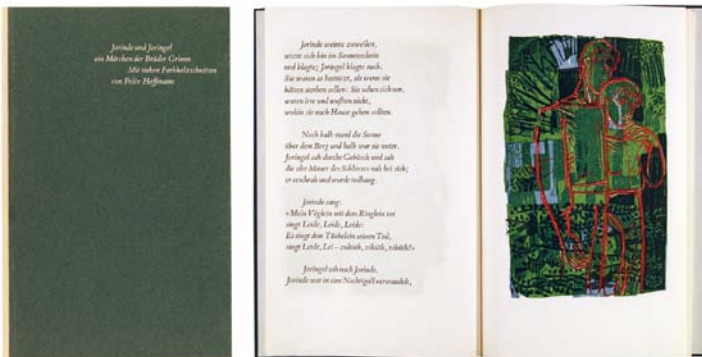 Jorinde und Joringel
ein Märchen der Brüder Grimm
Mit sieben Farbholzschnitten
von Felix Hoffmann
Jorinde weinte zuweilen,
setzte sich hin im Sonnenschein
und klagte; Joringel klagte auch.
Sie waren so bestürzt, als wenn sie
hätten sterben sollen: Sie sahen sich um,
waren irre und wußten nicht,
wohin sie nach Hause gehen sollten.
Noch halb stand die Sonne
über dem Berg und halb war sie unter.
Joringel sah durchs Gebüsch und sah
die alte Mauer des Schlosses nah bei sich;
er erschrak und wurde todbang.
Jorinde sang:
»Mein Vöglein mit dem Ringlein rot
singt Leide, Leide, Leide:
Es singt dem Täubelein seinen Tod,
singt Leide, Lei – zuküth, ziküth, ziküth!«
Joringel sah nach Jorinde.
Jorinde war in eine Nachtigall verwandelt,